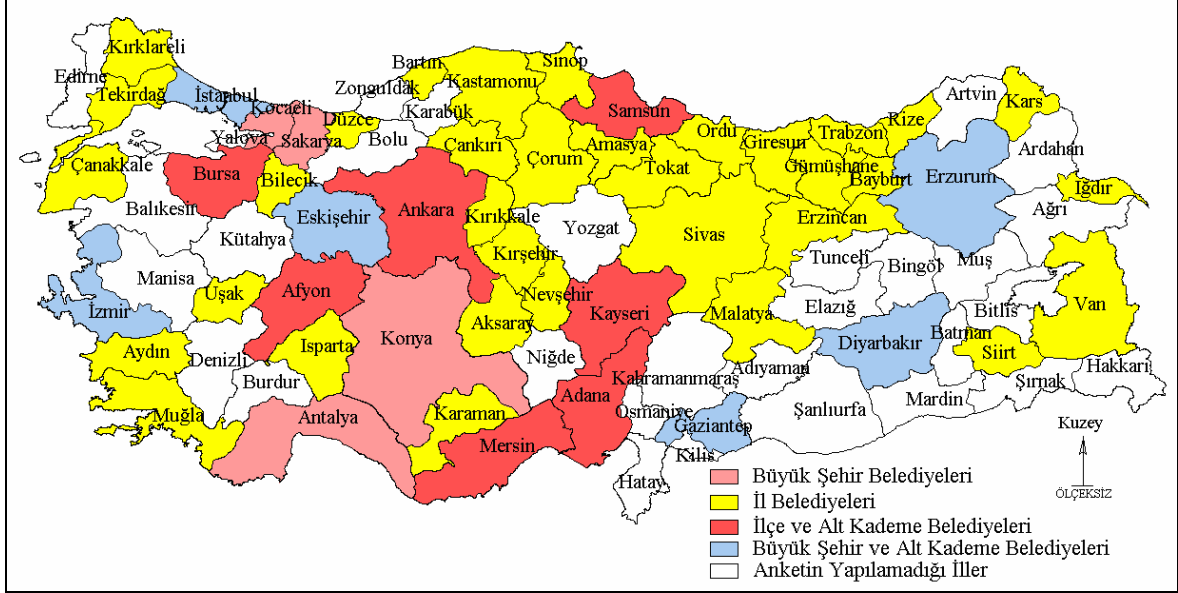 Kırklareli
Edirne
Tekirdağ
İstanbul
Kocaeli
Yalova
Sakarya
Düzce
Zonguldak
Bartın
Karabük
Bolu
Kastamonu
Sinop
Samsun
Çankırı
Çorum
Amasya
Tokat
Ordu
Giresun
Trabzon
Gümüşhane
Bayburt
Rize
Artvin
Kars
Ardahan
Iğdır
Erzurum
Ağrı
Çanakkale
Bursa
Bilecik
Balıkesir
Eskişehir
Ankara
Kütahya
Kırıkkale
Kırşehir
Yozgat
Sivas
Erzincan
Tunceli
Bingöl
Muş
Manisa
Uşak
Afyon
İzmir
Konya
Aksaray
Nevşehir
Kayseri
Malatya
Elazığ
Bitlis
Van
Diyarbakır
Batman
Siirt
Aydın
Denizli
Isparta
Burdur
Niğde
Kahramanmaraş
Adıyaman
Şırnak
Hakkari
Mardin
Şanlıurfa
Muğla
Antalya
Karaman
Mersin
Adana
Osmaniye
Gaziantep
Kilis
Hatay
Kuzey
ÖLÇEKSİZ
Büyük Şehir Belediyeleri
İl Belediyeleri
İlçe ve Alt Kademe Belediyeleri
Büyük Şehir ve Alt Kademe Belediyeleri
Anketin Yapılamadığı İller